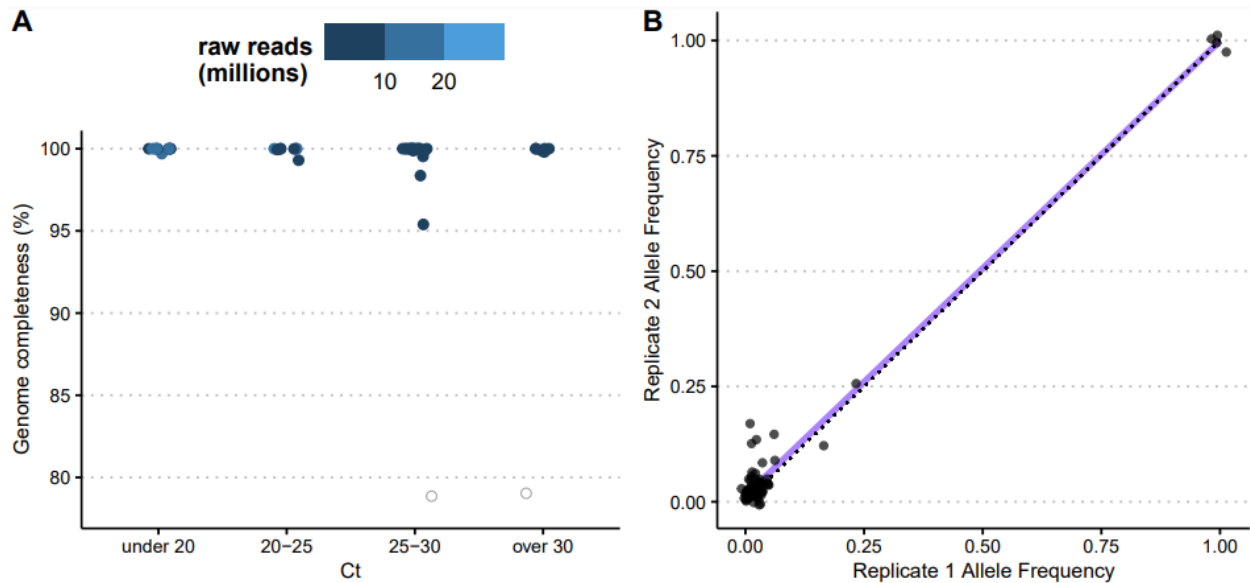 A
raw reads
(millions)
10 20
Genome completeness (%)
100
95
90
85
80
under 20 20−25 25−30 over 30
Ct
B
Replicate 2 Allele Frequency
1.00
0.75
0.50
0.25
0.00
0.00 0.25 0.50 0.75 1.00
Replicate 1 Allele Frequency